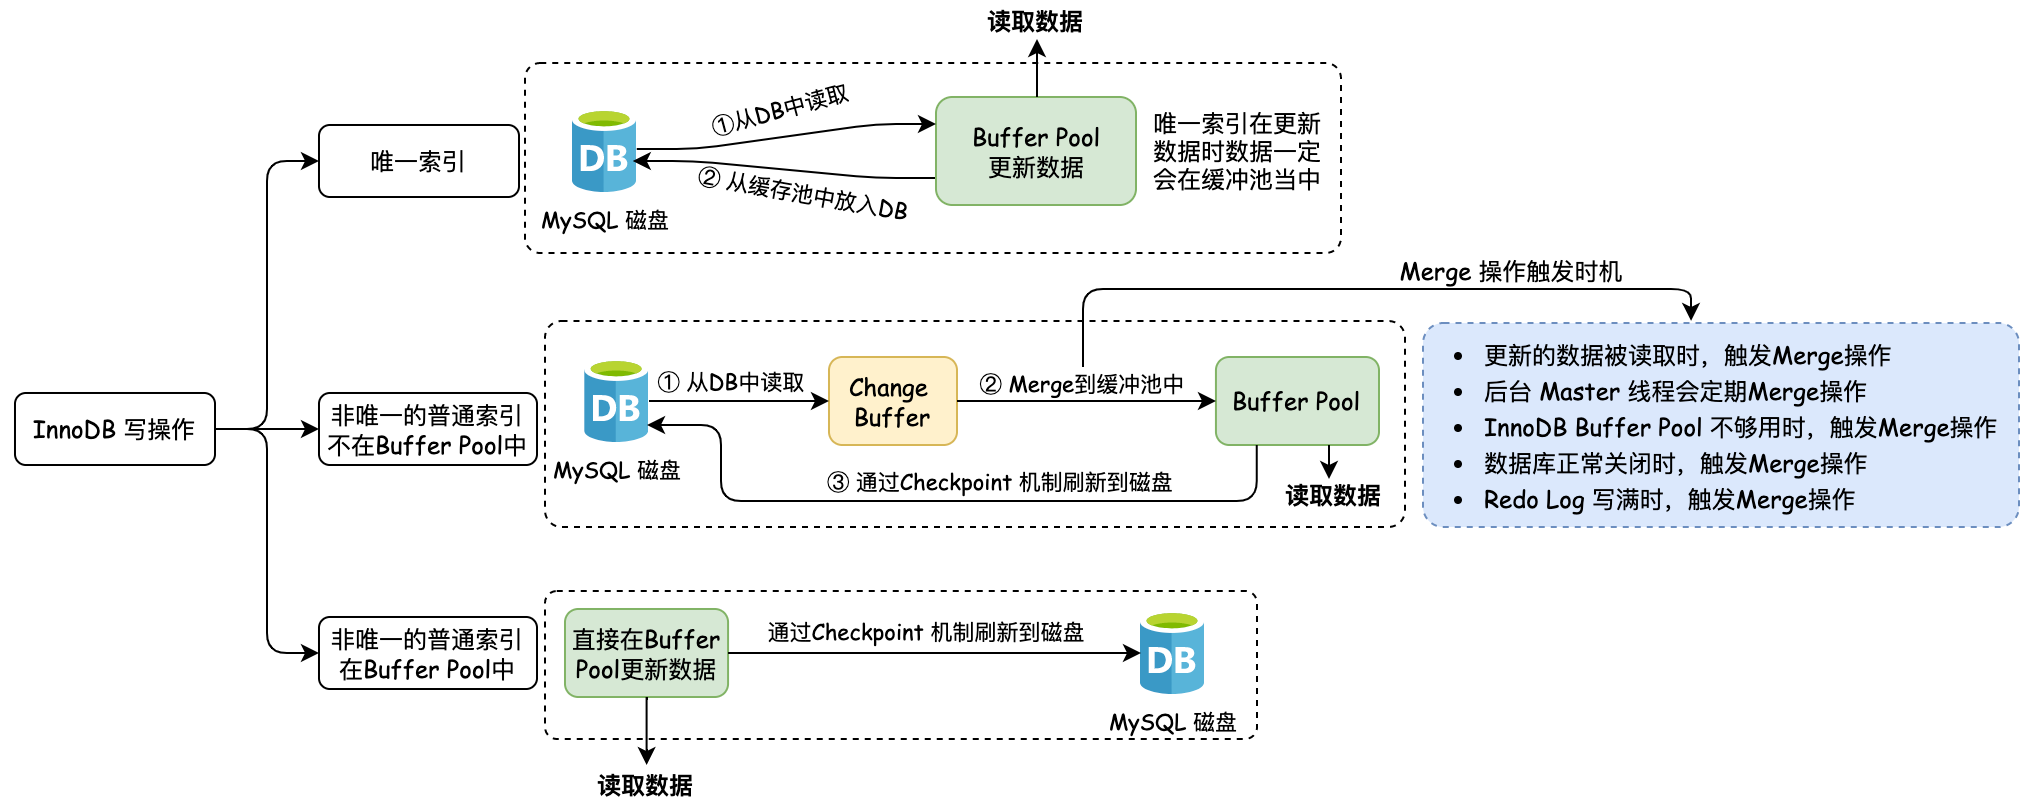 读取数据
①从DB中读取
DB
② 从缓存池中放入DB
MySQL 磁盘
Buffer Pool
更新数据
唯一索引在更新
数据时数据一定
会在缓冲池当中
唯一索引
Merge 操作触发时机
InnoDB 写操作
非唯一的普通索引
不在Buffer Pool中
DB
MySQL 磁盘
① 从DB中读取
Change
Buffer
② Merge到缓冲池中
Buffer Pool
③ 通过Checkpoint 机制刷新到磁盘
读取数据
• 更新的数据被读取时，触发Merge操作
• 后台 Master 线程会定期Merge操作
• InnoDB Buffer Pool 不够用时，触发Merge操作
• 数据库正常关闭时，触发Merge操作
• Redo Log 写满时，触发Merge操作
非唯一的普通索引
在Buffer Pool中
直接在Buffer
Pool更新数据
通过Checkpoint 机制刷新到磁盘
DB
MySQL 磁盘
读取数据